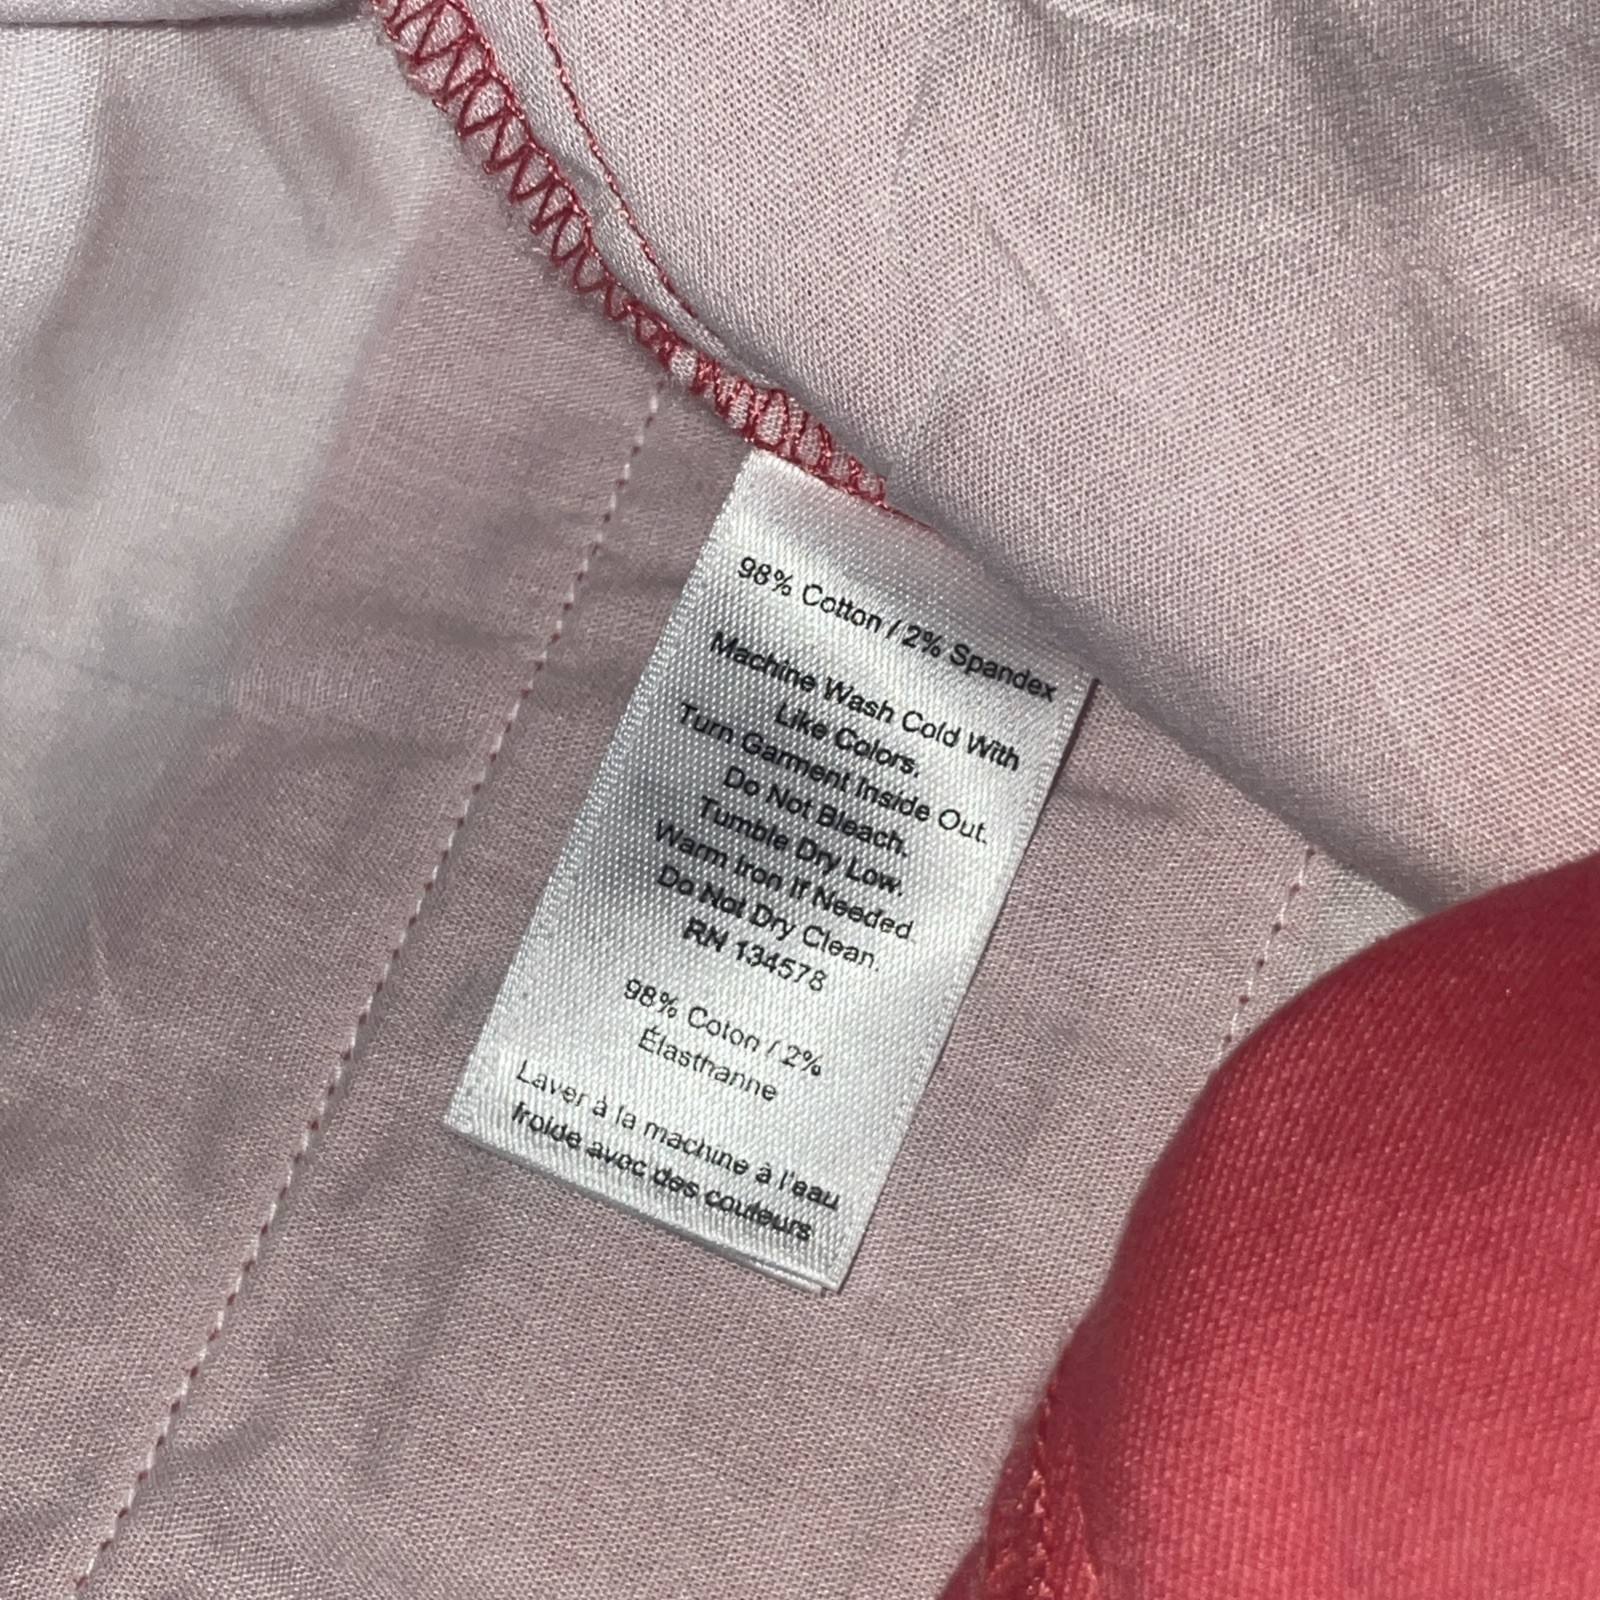 98% Cotton / 2% Spandex
Machine Wash Cold With
Like Colors.
Turn Garment Inside Out.
Do Not Bleach.
Tumble Dry Low.
Warm Iron If Needed.
Do Not Dry Clean.
RN 134578
98% Coton / 2%
Élasthanne
Laver à la machine à l'eau
froide avec des couleurs